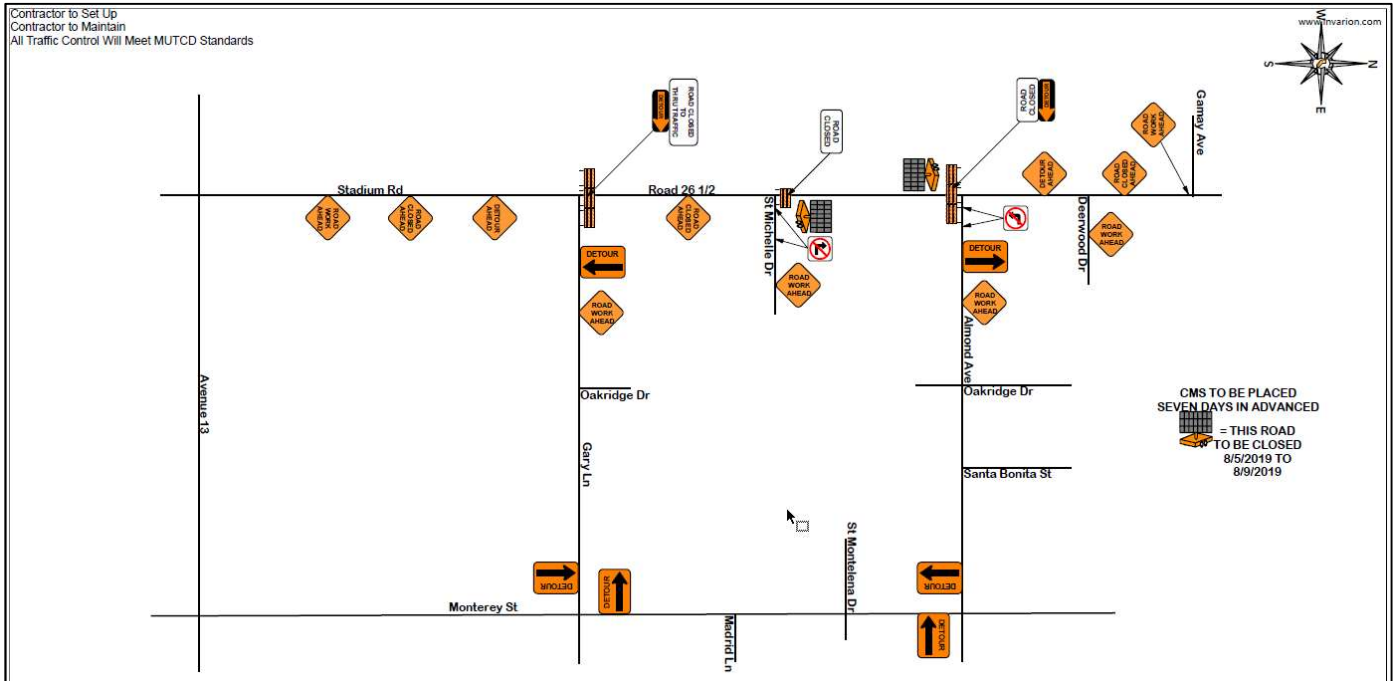 Contractor to Set Up
Contractor to Maintain
All Traffic Control Will Meet MUTCD Standards
W
www.invarion.com
S
N
E
DETOUR
ROAD CLOSED
TO
THRU TRAFFIC
ROAD
CLOSED
ROAD
CLOSED
DETOUR
ROAD
WORK
AHEAD
Gamay Ave
DETOUR
AHEAD
ROAD
CLOSED
AHEAD
Stadium Rd
Road 26 1/2
ROAD
WORK
AHEAD
ROAD
CLOSED
AHEAD
DETOUR
AHEAD
ROAD
CLOSED
AHEAD
St Michelle Dr
Deerwood Dr
ROAD
WORK
AHEAD
DETOUR
DETOUR
ROAD
WORK
AHEAD
ROAD
WORK
AHEAD
ROAD
WORK
AHEAD
Almond Ave
Avenue 13
Oakridge Dr
Oakridge Dr
CMS TO BE PLACED
SEVEN DAYS IN ADVANCED
= THIS ROAD
TO BE CLOSED
8/5/2019 TO
8/9/2019
Gary Ln
Santa Bonita St
St Montelena Dr
DETOUR
DETOUR
DETOUR
DETOUR
Monterey St
Madrid Ln